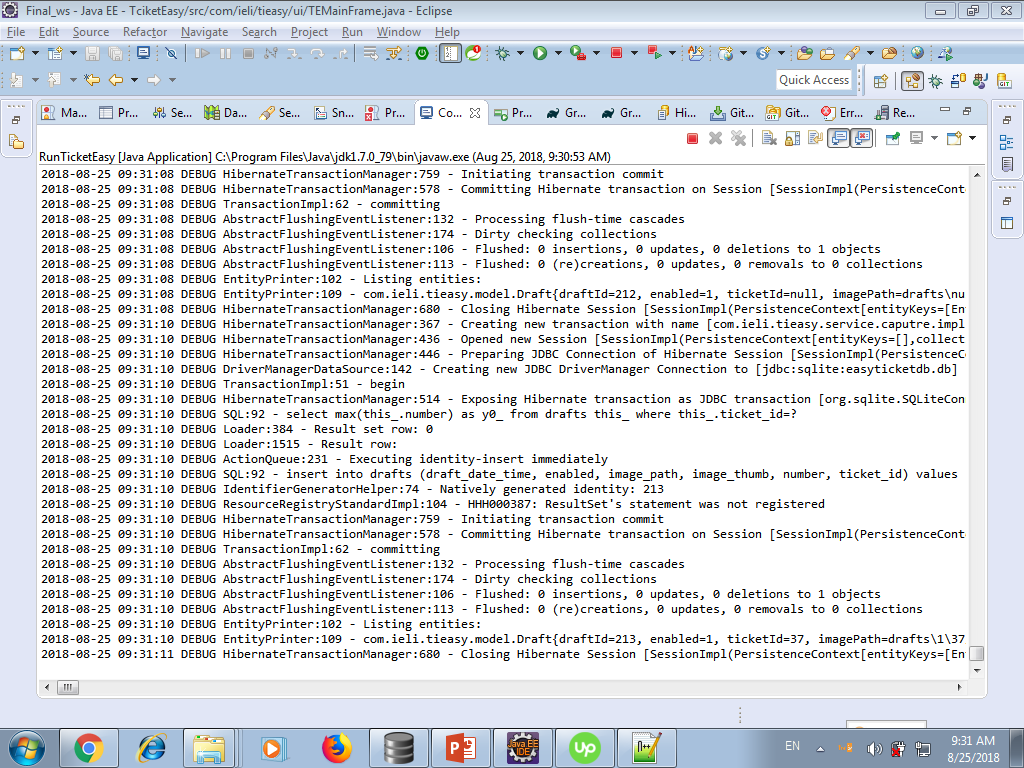 Final_ws - Java EE - TciketEasy/src/com/ieli/tieasy/ui/TEMainFrame.java - Eclipse
File Edit Source Refactor Navigate Search Project Run Window Help
Quick Access
Ma... Pr... Se... Da... Se... Sn... Pr... Co... Pr... Gr... Gr... Hi... Git... Git... Err... Re...
RunTicketEasy [Java Application] C:\Program Files\Java\jdk1.7.0_79\bin\javaw.exe (Aug 25, 2018, 9:30:53 AM)
2018-08-25 09:31:08 DEBUG HibernateTransactionManager:759 - Initiating transaction commit
2018-08-25 09:31:08 DEBUG HibernateTransactionManager:578 - Committing Hibernate transaction on Session [SessionImpl(PersistenceCont
2018-08-25 09:31:08 DEBUG TransactionImpl:62 - committing
2018-08-25 09:31:08 DEBUG AbstractFlushingEventListener:132 - Processing flush-time cascades
2018-08-25 09:31:08 DEBUG AbstractFlushingEventListener:174 - Dirty checking collections
2018-08-25 09:31:08 DEBUG AbstractFlushingEventListener:106 - Flushed: 0 insertions, 0 updates, 0 deletions to 1 objects
2018-08-25 09:31:08 DEBUG AbstractFlushingEventListener:113 - Flushed: 0 (re)creations, 0 updates, 0 removals to 0 collections
2018-08-25 09:31:08 DEBUG EntityPrinter:102 - Listing entities:
2018-08-25 09:31:08 DEBUG EntityPrinter:109 - com.ieli.tieasy.model.Draft{draftId=212, enabled=1, ticketId=null, imagePath=drafts\nu
2018-08-25 09:31:08 DEBUG HibernateTransactionManager:680 - Closing Hibernate Session [SessionImpl(PersistenceContext[entityKeys=[En
2018-08-25 09:31:10 DEBUG HibernateTransactionManager:367 - Creating new transaction with name [com.ieli.tieasy.service.caputre.impl
2018-08-25 09:31:10 DEBUG HibernateTransactionManager:436 - Opened new Session [SessionImpl(PersistenceContext[entityKeys=[],collect
2018-08-25 09:31:10 DEBUG HibernateTransactionManager:446 - Preparing JDBC Connection of Hibernate Session [SessionImpl(PersistenceC
2018-08-25 09:31:10 DEBUG DriverManagerDataSource:142 - Creating new JDBC DriverManager Connection to [jdbc:sqlite:easyticketdb.db]
2018-08-25 09:31:10 DEBUG TransactionImpl:51 - begin
2018-08-25 09:31:10 DEBUG HibernateTransactionManager:514 - Exposing Hibernate transaction as JDBC transaction [org.sqlite.SQLiteCon
2018-08-25 09:31:10 DEBUG SQL:92 - select max(this_.number) as y0_ from drafts this_ where this_.ticket_id=?
2018-08-25 09:31:10 DEBUG Loader:384 - Result set row: 0
2018-08-25 09:31:10 DEBUG Loader:1515 - Result row:
2018-08-25 09:31:10 DEBUG ActionQueue:231 - Executing identity-insert immediately
2018-08-25 09:31:10 DEBUG SQL:92 - insert into drafts (draft_date_time, enabled, image_path, image_thumb, number, ticket_id) values
2018-08-25 09:31:10 DEBUG IdentifierGeneratorHelper:74 - Natively generated identity: 213
2018-08-25 09:31:10 DEBUG ResourceRegistryStandardImpl:104 - HHH000387: ResultSet's statement was not registered
2018-08-25 09:31:10 DEBUG HibernateTransactionManager:759 - Initiating transaction commit
2018-08-25 09:31:10 DEBUG HibernateTransactionManager:578 - Committing Hibernate transaction on Session [SessionImpl(PersistenceCont
2018-08-25 09:31:10 DEBUG TransactionImpl:62 - committing
2018-08-25 09:31:10 DEBUG AbstractFlushingEventListener:132 - Processing flush-time cascades
2018-08-25 09:31:10 DEBUG AbstractFlushingEventListener:174 - Dirty checking collections
2018-08-25 09:31:10 DEBUG AbstractFlushingEventListener:106 - Flushed: 0 insertions, 0 updates, 0 deletions to 1 objects
2018-08-25 09:31:10 DEBUG AbstractFlushingEventListener:113 - Flushed: 0 (re)creations, 0 updates, 0 removals to 0 collections
2018-08-25 09:31:10 DEBUG EntityPrinter:102 - Listing entities:
2018-08-25 09:31:10 DEBUG EntityPrinter:109 - com.ieli.tieasy.model.Draft{draftId=213, enabled=1, ticketId=37, imagePath=drafts\1\37
2018-08-25 09:31:11 DEBUG HibernateTransactionManager:680 - Closing Hibernate Session [SessionImpl(PersistenceContext[entityKeys=[En
Java EE
IDE
up
EN
9:31 AM
8/25/2018